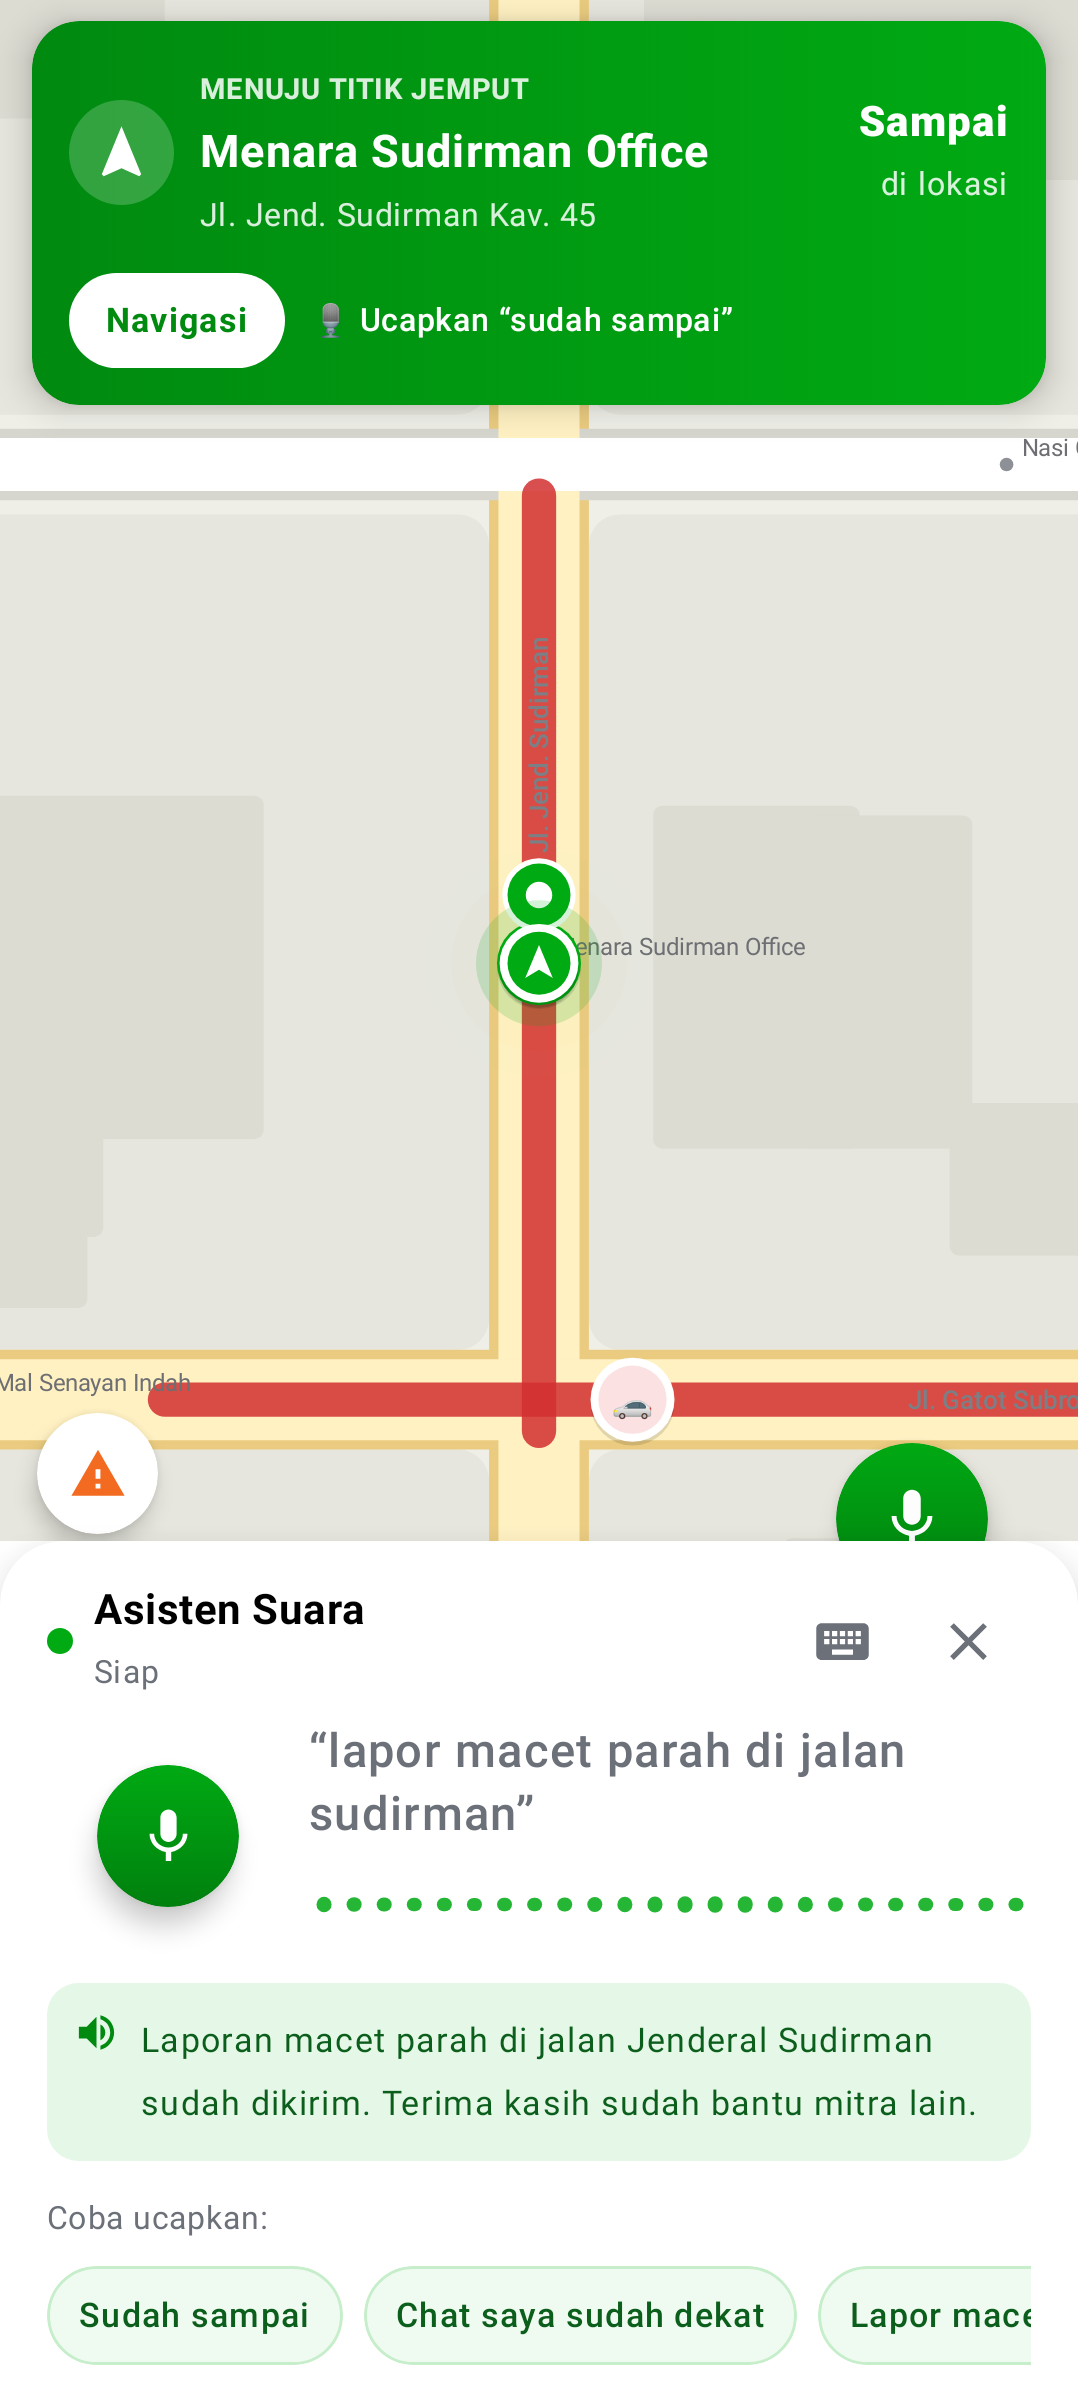 MENUJU TITIK JEMPUT
Menara Sudirman Office
Jl. Jend. Sudirman Kav. 45
Sampai
di lokasi
Navigasi
Ucapkan “sudah sampai”
Nasi
Jl. Jend. Sudirman
enara Sudirman Office
Mal Senayan Indah
Jl. Gatot Subro
Asisten Suara
Siap
“lapor macet parah di jalan
sudirman”
Laporan macet parah di jalan Jenderal Sudirman
sudah dikirim. Terima kasih sudah bantu mitra lain.
Coba ucapkan:
Sudah sampai
Chat saya sudah dekat
Lapor mace